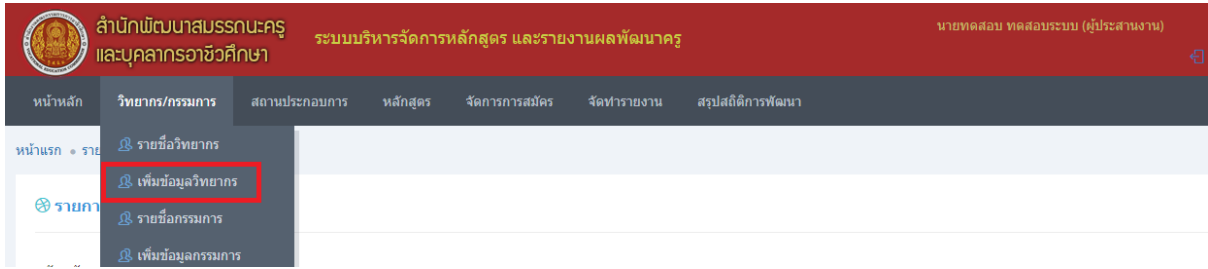 สำนักพัฒนาสมรรถนะครู
และบุคลากรอาชีวศึกษา
ระบบบริหารจัดการหลักสูตร และรายงานผลพัฒนาครู
นายทดสอบ ทดสอบระบบ (ผู้ประสานงาน)
หน้าหลัก วิทยากร/กรรมการ สถานประกอบการ หลักสูตร จัดการการสมัคร จัดทำรายงาน สรุปสถิติการพัฒนา
รายชื่อวิทยากร
หน้าแรก ราย
เพิ่มข้อมูลวิทยากร
รายกา
รายชื่อกรรมการ
เพิ่มข้อมูลกรรมการ